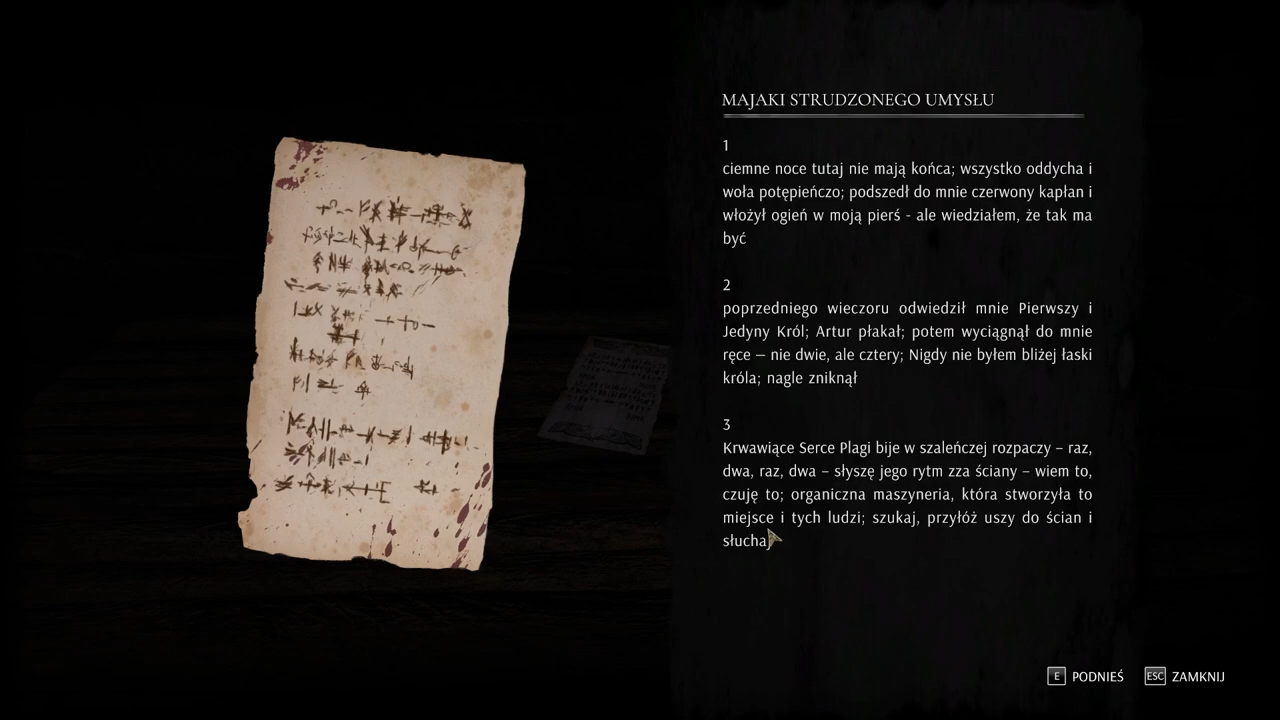 MAJAKI STRUDZONEGO UMYSŁU
1
ciemne noce tutaj nie mają końca; wszystko oddycha i
woła potępieńczo; podszedł do mnie czerwony kapłan i
włożył ogień w moją pierś - ale wiedziałem, że tak ma
być
2
poprzedniego wieczoru odwiedził mnie Pierwszy i
Jedyny Król; Artur płakał; potem wyciągnął do mnie
ręce — nie dwie, ale cztery; Nigdy nie byłem bliżej łaski
króla; nagle zniknął
3
Krwawiące Serce Plagi bije w szaleńczej rozpaczy – raz,
dwa, raz, dwa – słyszę jego rytm zza ściany – wiem to,
czuję to; organiczna maszyneria, która stworzyła to
miejsce i tych ludzi; szukaj, przyłóż uszy do ścian i
słuchaj
E PODNIEŚ ESC ZAMKNIJ